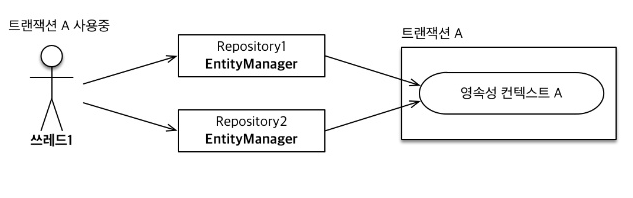 트랜잭션 A 사용중
쓰레드1
Repository1
EntityManager
Repository2
EntityManager
트랜잭션 A
영속성 컨텍스트 A